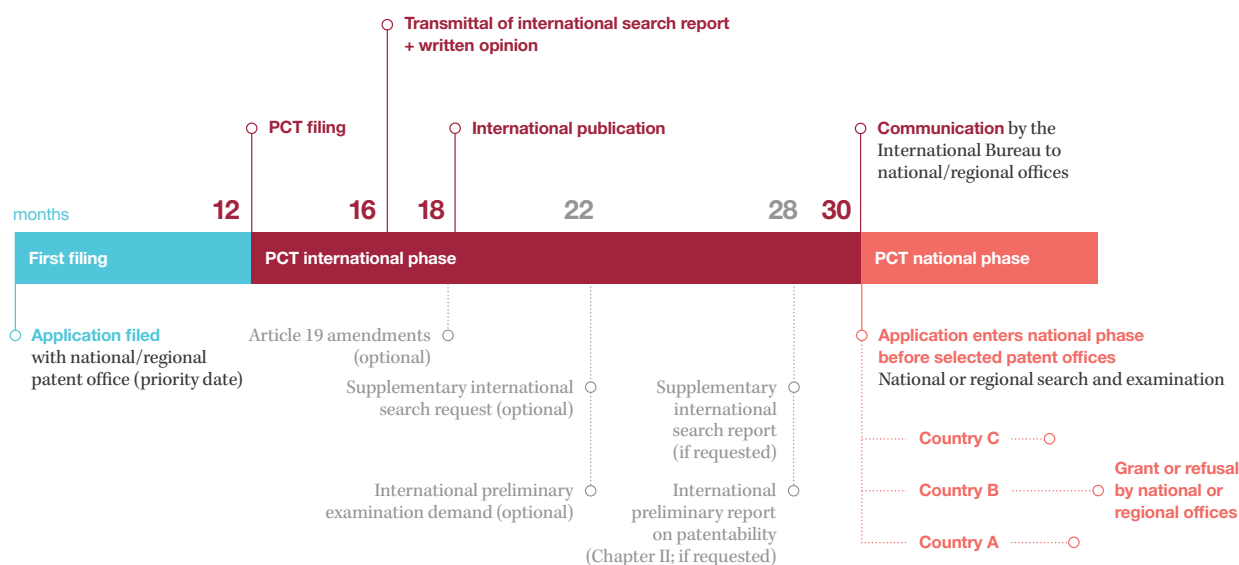 Transmittal of international search report
+ written opinion
PCT filing
International publication
Communication by the
International Bureau to
national/regional offices
months
12
16
18
22
28
30
First filing
PCT international phase
PCT national phase
Application filed
with national/regional
patent office (priority date)
Article 19 amendments
(optional)
Supplementary international
search request (optional)
International preliminary
examination demand (optional)
Supplementary
international
search report
(if requested)
International
preliminary report
on patentability
(Chapter II; if requested)
Application enters national phase
before selected patent offices
National or regional search and examination
Country C
Country B
Country A
Grant or refusal
by national or
regional offices